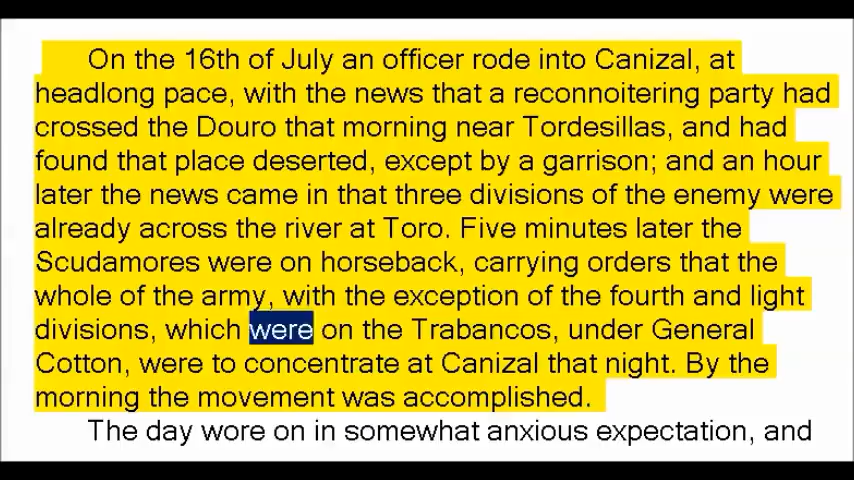 On the 16th of July an officer rode into Canizal, at
headlong pace, with the news that a reconnoitering party had
crossed the Douro that morning near Tordesillas, and had
found that place deserted, except by a garrison; and an hour
later the news came in that three divisions of the enemy were
already across the river at Toro. Five minutes later the
Scudamores were on horseback, carrying orders that the
whole of the army, with the exception of the fourth and light
divisions, which were on the Trabancos, under General
Cotton, were to concentrate at Canizal that night. By the
morning the movement was accomplished.
The day wore on in somewhat anxious expectation, and